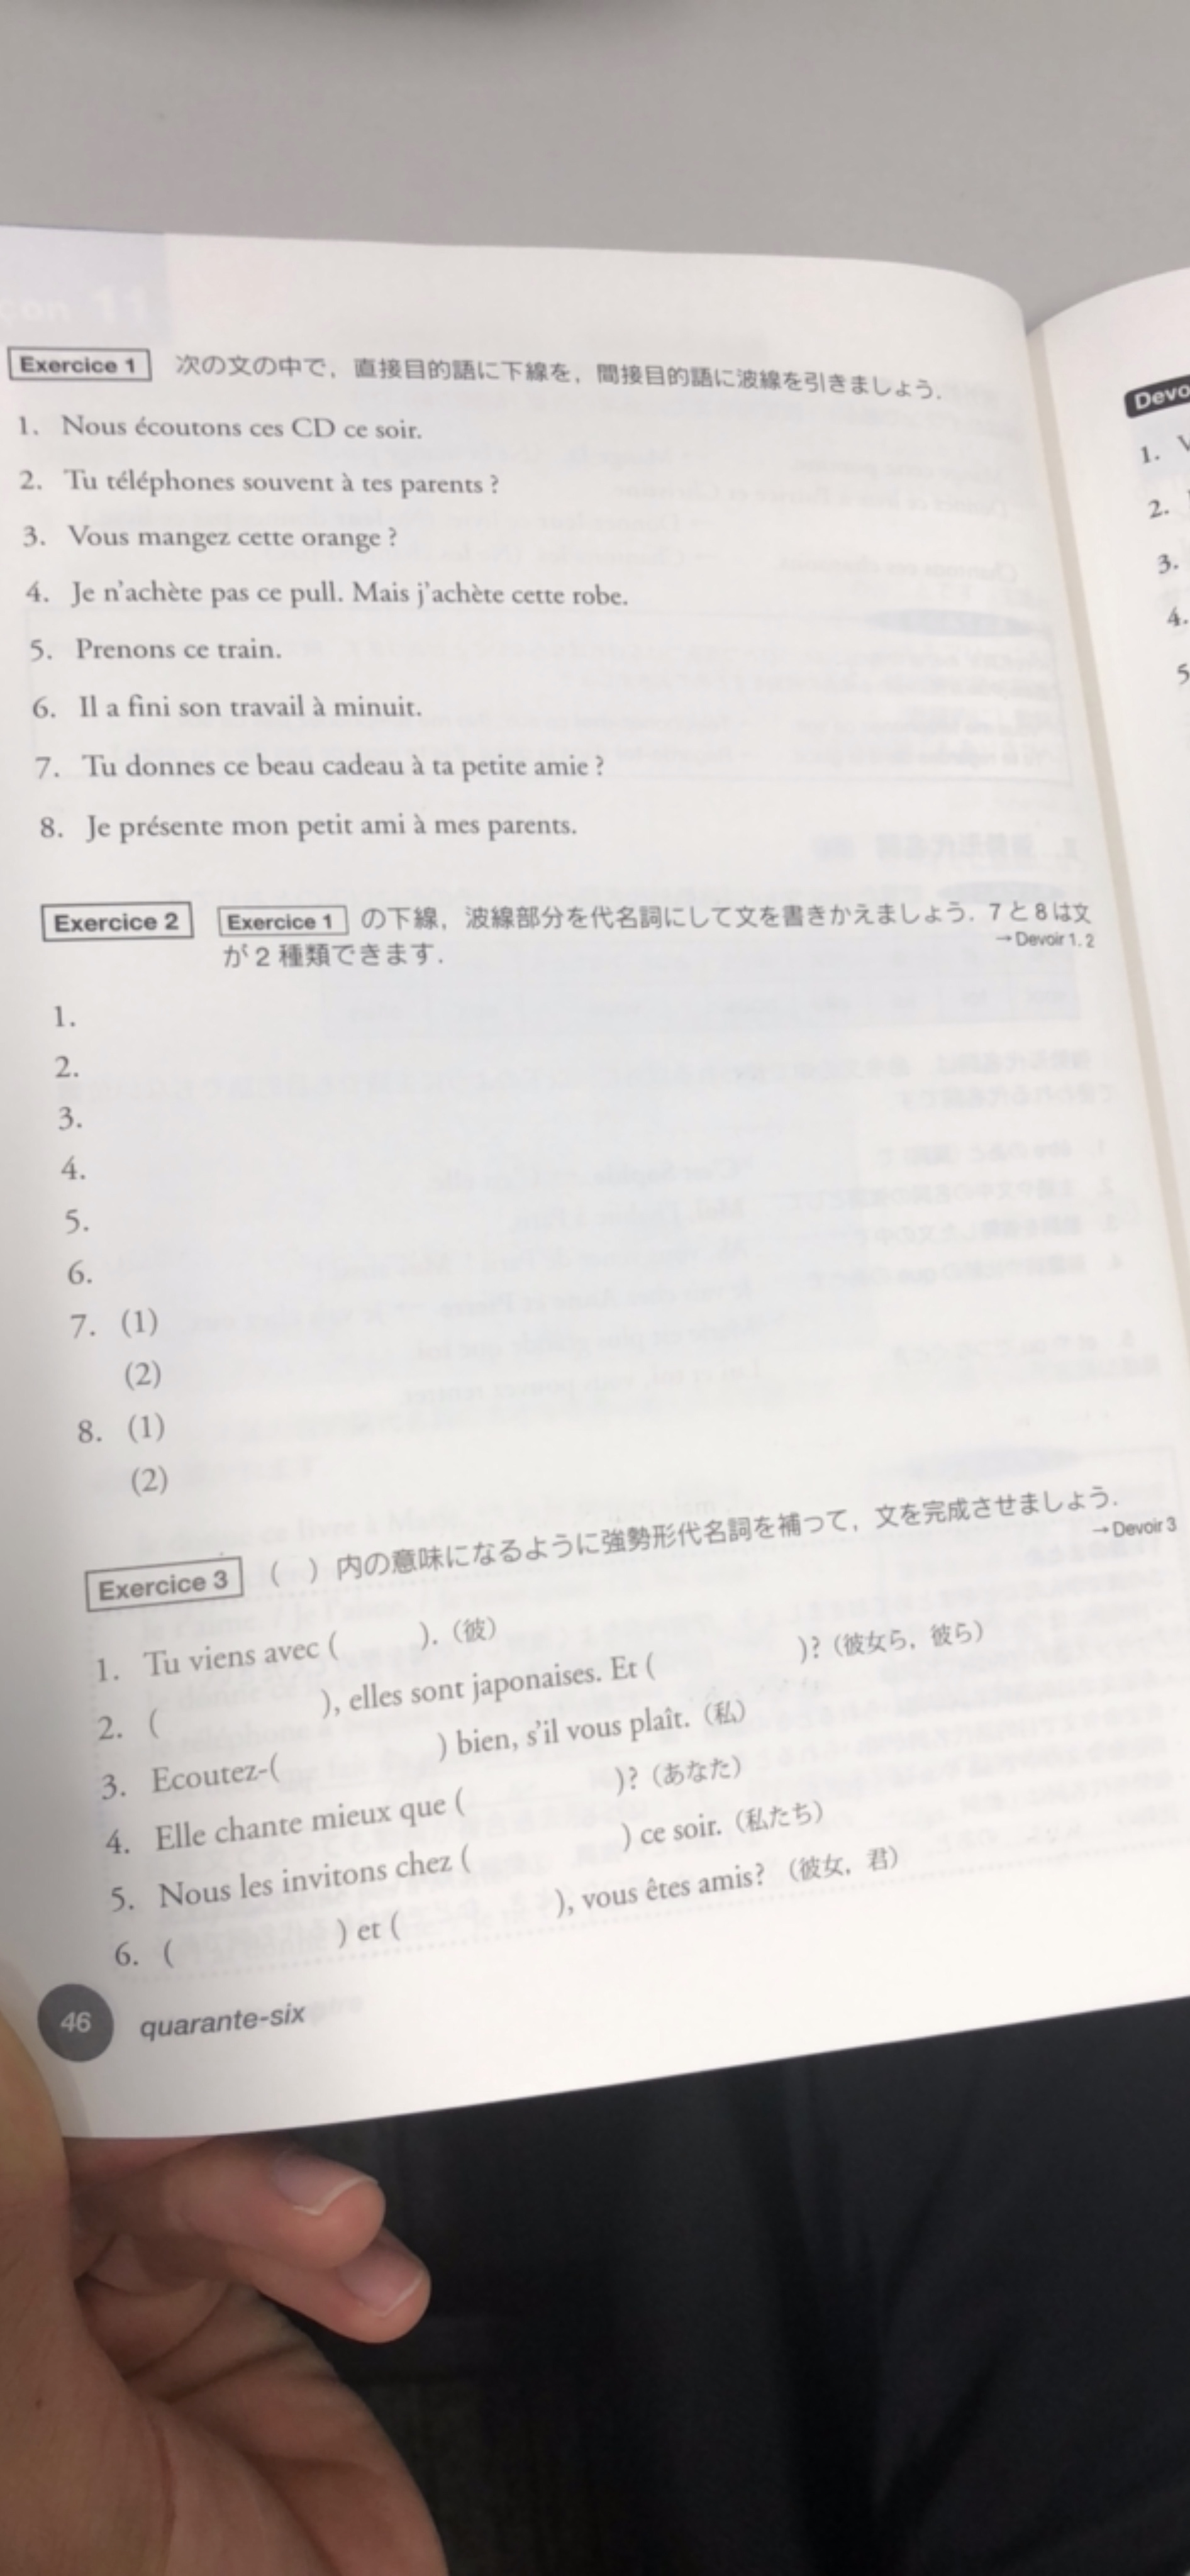 çon 11
Exercice 1 次の文の中で，直接目的語に下線を，間接目的語に波線を引きましょう．
1. Nous écoutons ces CD ce soir.
2. Tu téléphones souvent à tes parents ?
3. Vous mangez cette orange ?
4. Je n'achète pas ce pull. Mais j'achète cette robe.
5. Prenons ce train.
6. Il a fini son travail à minuit.
7. Tu donnes ce beau cadeau à ta petite amie ?
8. Je présente mon petit ami à mes parents.
Exercice 2 Exercice 1 の下線，波線部分を代名詞にして文を書きかえましょう．7と8は文
が2種類できます．
→ Devoir 1, 2
1.
2.
3.
4.
5.
6.
7. (1)
(2)
8. (1)
(2)
Exercice 3 （　）内の意味になるように強勢形代名詞を補って，文を完成させましょう．
→ Devoir 3
1. Tu viens avec ( ).（彼）
2. ( ), elles sont japonaises. Et ( )?（彼女ら，彼ら）
3. Ecoutez-( ) bien, s'il vous plaît.（私）
4. Elle chante mieux que ( )?（あなた）
5. Nous les invitons chez ( ) ce soir.（私たち）
6. ( ) et ( ), vous êtes amis?（彼女，君）
46 quarante-six
Devo
1. V
2.
3.
4.
5